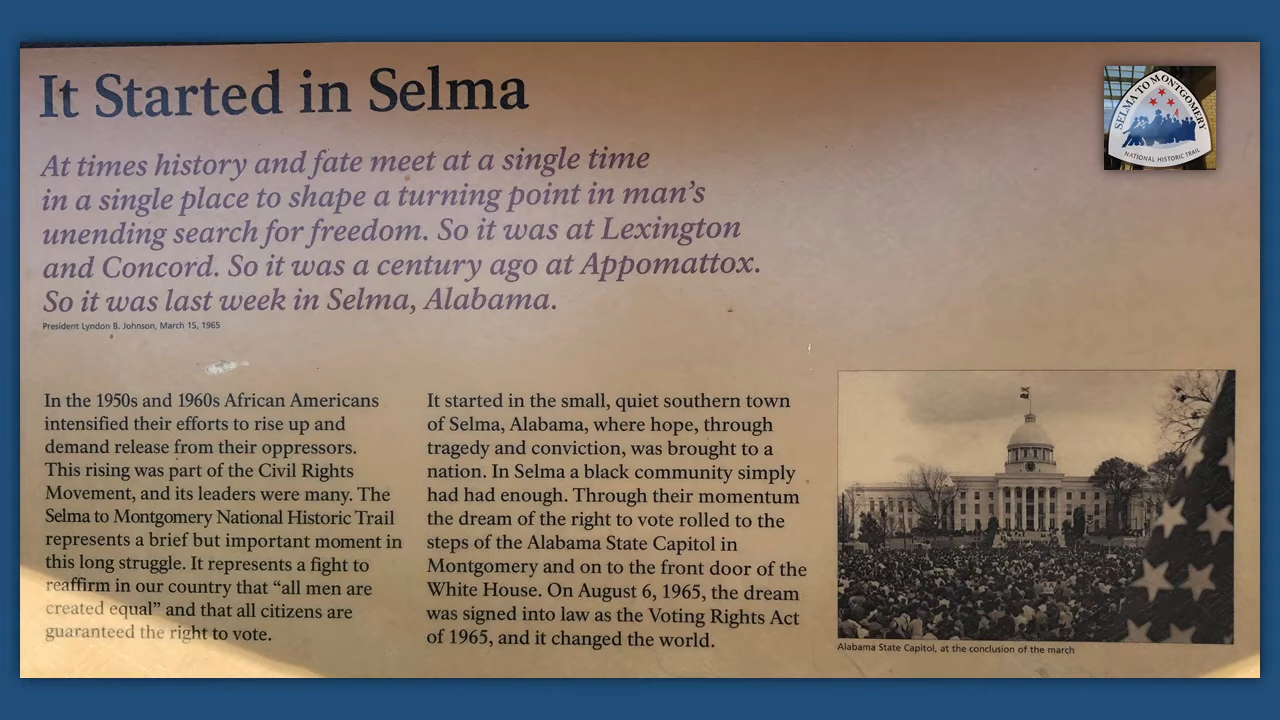 It Started in Selma
At times history and fate meet at a single time
in a single place to shape a turning point in man's
unending search for freedom. So it was at Lexington
and Concord. So it was a century ago at Appomattox.
So it was last week in Selma, Alabama.
President Lyndon B. Johnson, March 15, 1965
SELMA TO MONTGOMERY
NATIONAL HISTORIC TRAIL
In the 1950s and 1960s African Americans
intensified their efforts to rise up and
demand release from their oppressors.
This rising was part of the Civil Rights
Movement, and its leaders were many. The
Selma to Montgomery National Historic Trail
represents a brief but important moment in
this long struggle. It represents a fight to
reaffirm in our country that “all men are
created equal” and that all citizens are
guaranteed the right to vote.
It started in the small, quiet southern town
of Selma, Alabama, where hope, through
tragedy and conviction, was brought to a
nation. In Selma a black community simply
had had enough. Through their momentum
the dream of the right to vote rolled to the
steps of the Alabama State Capitol in
Montgomery and on to the front door of the
White House. On August 6, 1965, the dream
was signed into law as the Voting Rights Act
of 1965, and it changed the world.
Alabama State Capitol, at the conclusion of the march